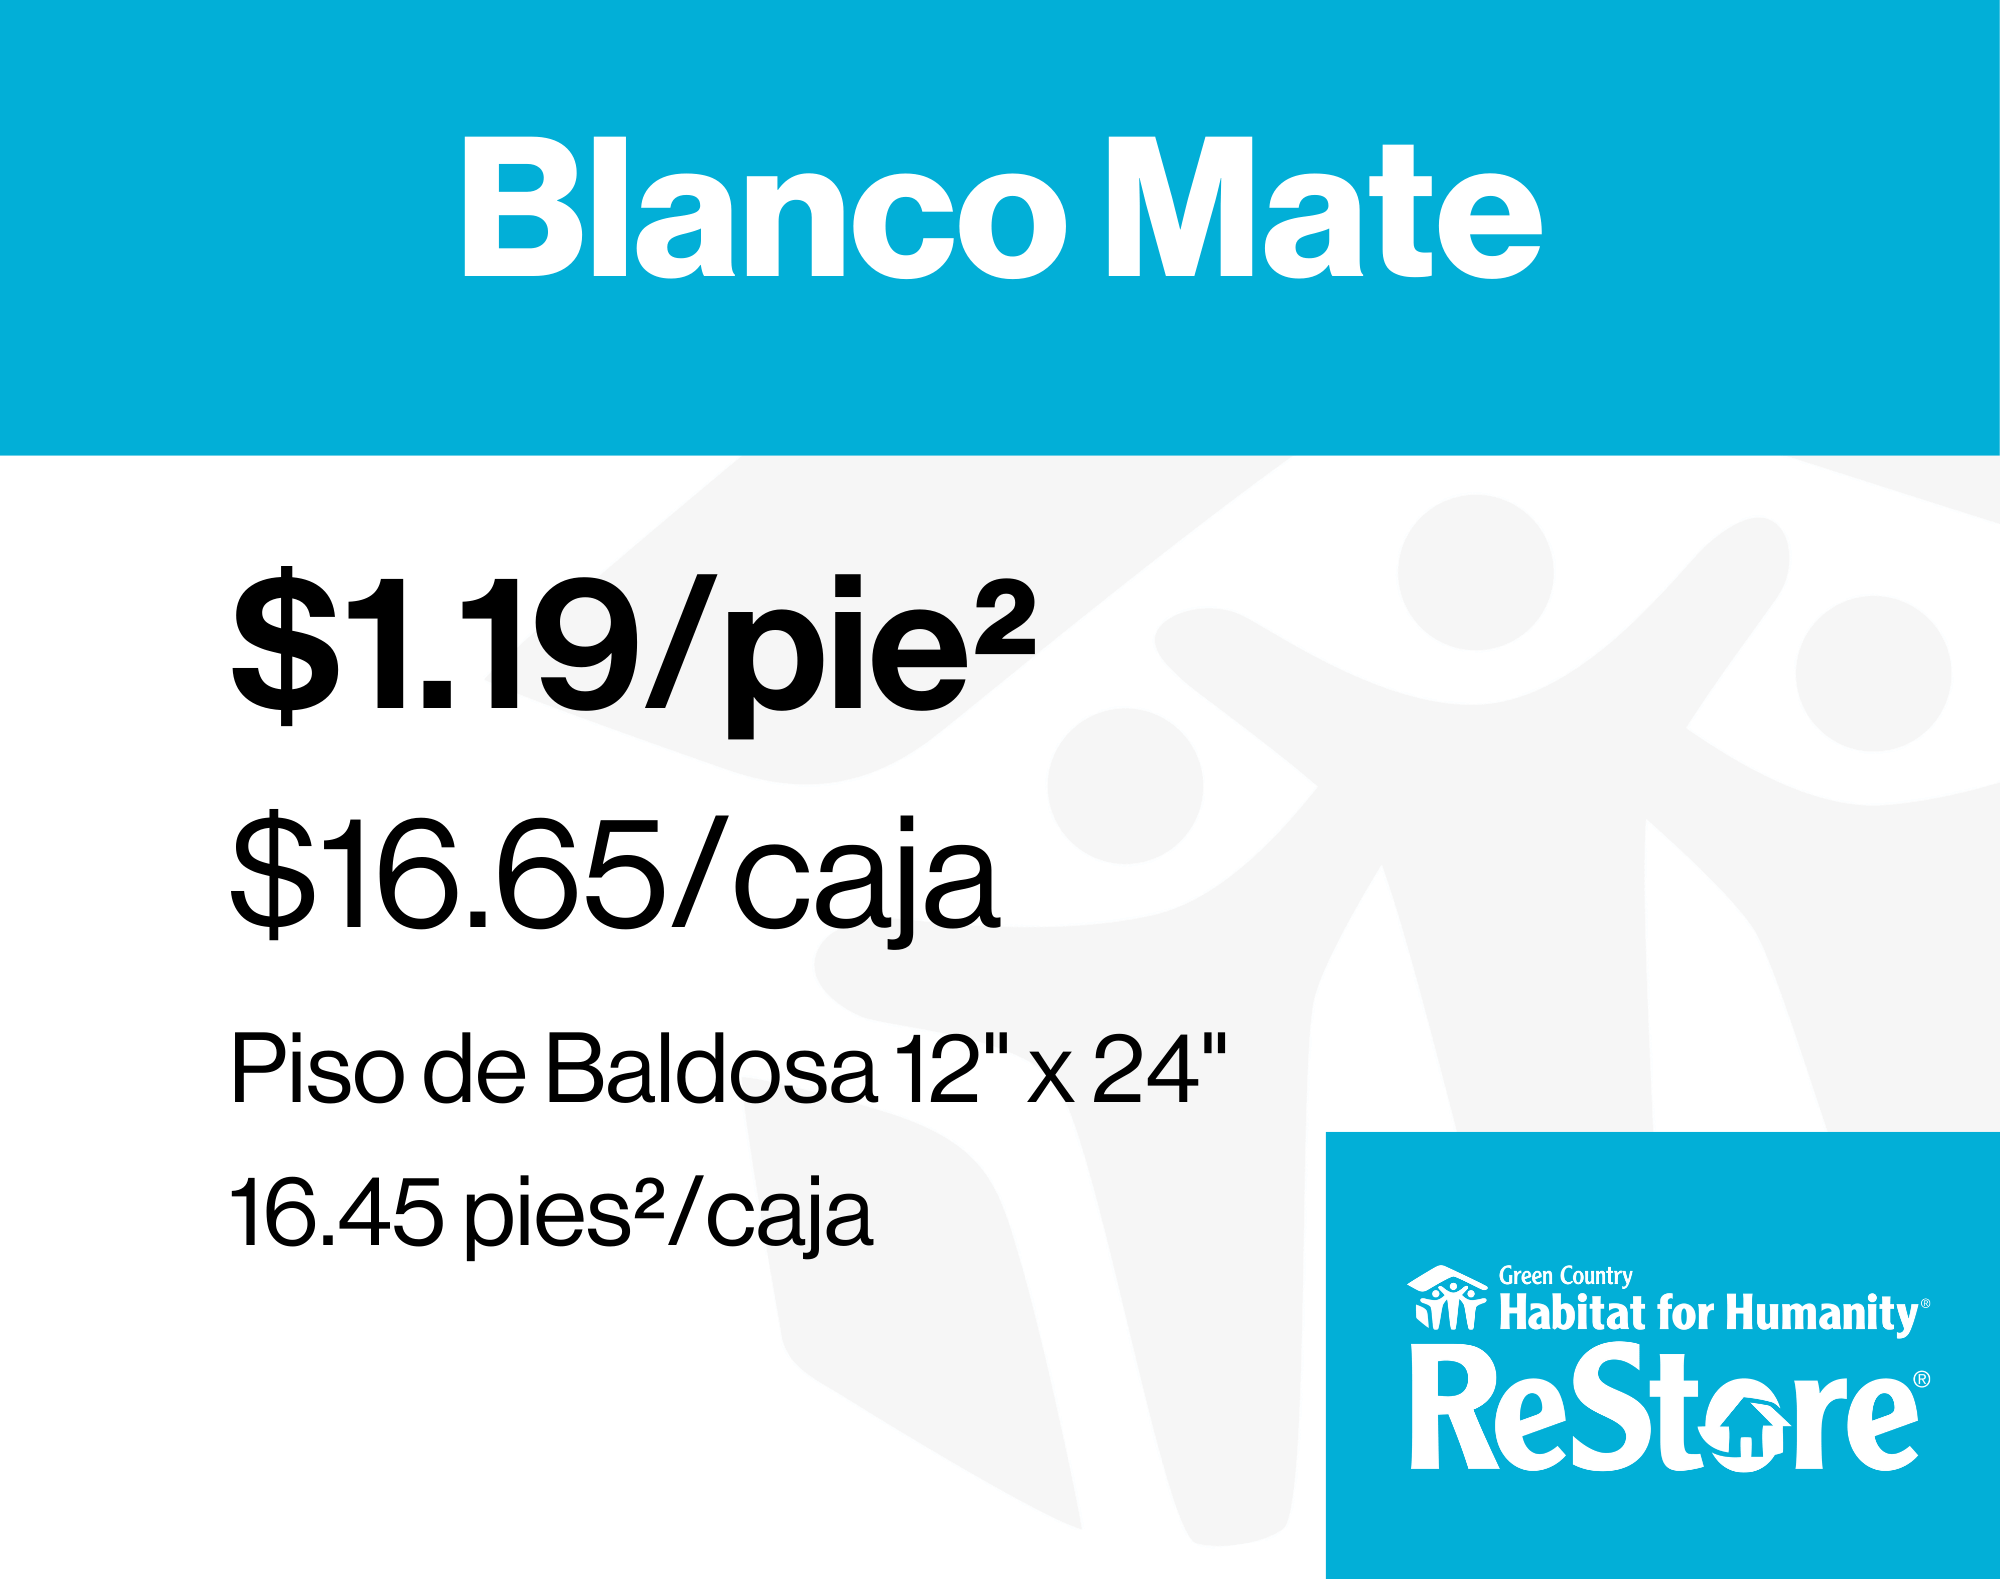 Blanco Mate
$1.19/pie²
$16.65/caja
Piso de Baldosa 12" x 24"
16.45 pies²/caja
Green Country
Habitat for Humanity®
ReStore®